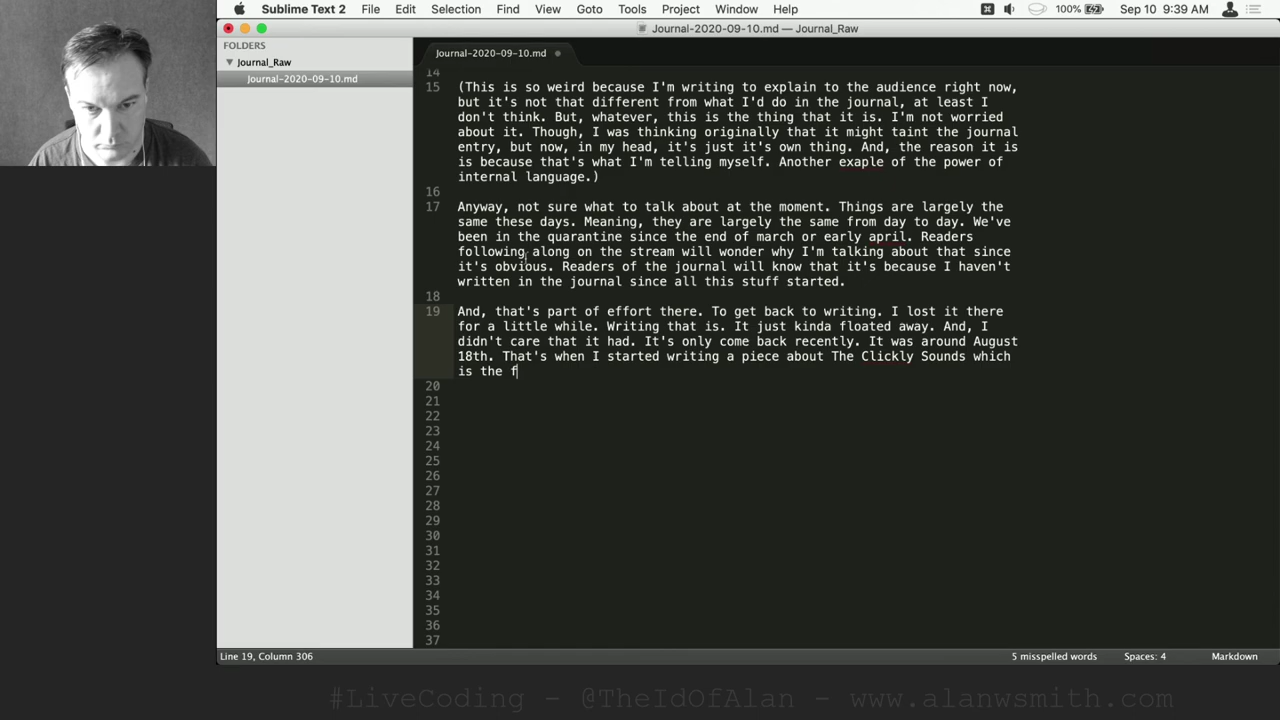 Sublime Text 2 File Edit Selection Find View Goto Tools Project Window Help 100% Sep 10 9:39 AM
Journal-2020-09-10.md — Journal_Raw
FOLDERS
Journal_Raw
Journal-2020-09-10.md
Journal-2020-09-10.md
14
15 (This is so weird because I'm writing to explain to the audience right now,
but it's not that different from what I'd do in the journal, at least I
don't think. But, whatever, this is the thing that it is. I'm not worried
about it. Though, I was thinking originally that it might taint the journal
entry, but now, in my head, it's just it's own thing. And, the reason it is
is because that's what I'm telling myself. Another exaple of the power of
internal language.)
16
17 Anyway, not sure what to talk about at the moment. Things are largely the
same these days. Meaning, they are largely the same from day to day. We've
been in the quarantine since the end of march or early april. Readers
following along on the stream will wonder why I'm talking about that since
it's obvious. Readers of the journal will know that it's because I haven't
written in the journal since all this stuff started.
18
19 And, that's part of effort there. To get back to writing. I lost it there
for a little while. Writing that is. It just kinda floated away. And, I
didn't care that it had. It's only come back recently. It was around August
18th. That's when I started writing a piece about The Clickly Sounds which
is the f
20
21
22
23
24
25
26
27
28
29
30
31
32
33
34
35
36
37
Line 19, Column 306 5 misspelled words Spaces: 4 Markdown
#LiveCoding - @TheIdOfAlan - www.alanwsmith.com